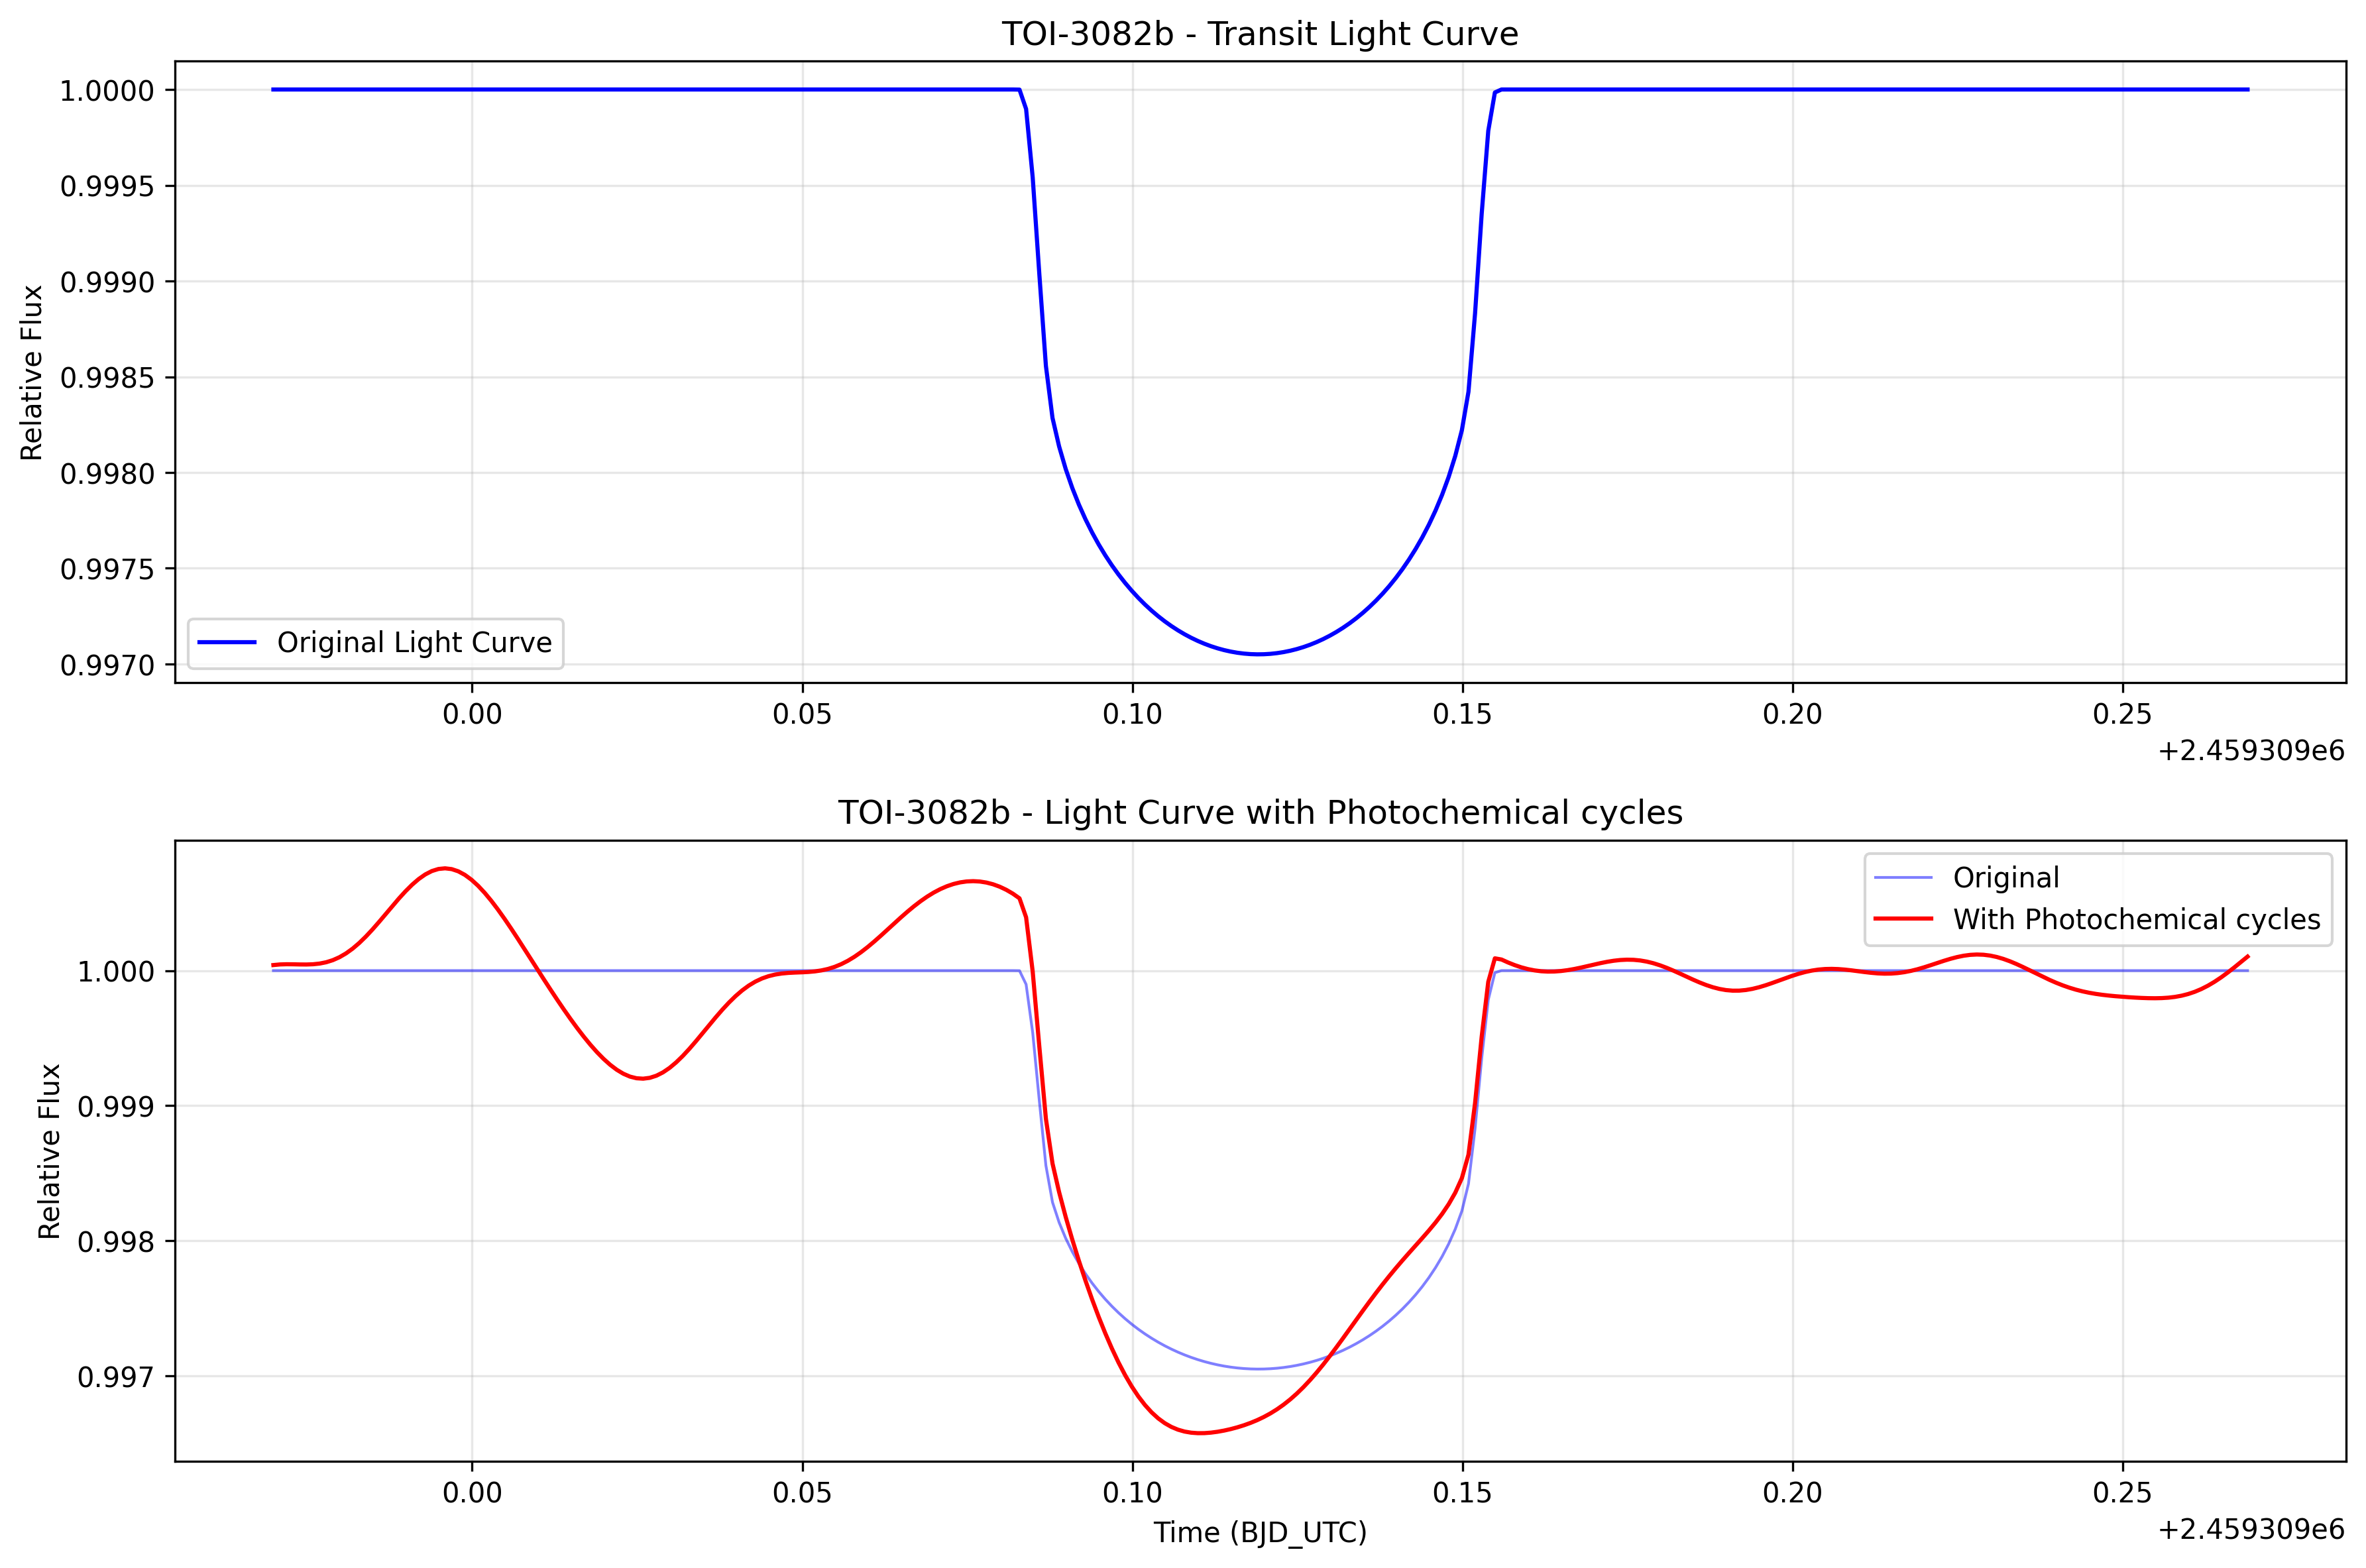 TOI-3082b - Transit Light Curve
Relative Flux
1.0000
0.9995
0.9990
0.9985
0.9980
0.9975
0.9970
Original Light Curve
0.00 0.05 0.10 0.15 0.20 0.25
+2.459309e6
TOI-3082b - Light Curve with Photochemical cycles
Relative Flux
1.000
0.999
0.998
0.997
Original
With Photochemical cycles
0.00 0.05 0.10 0.15 0.20 0.25
Time (BJD_UTC)
+2.459309e6